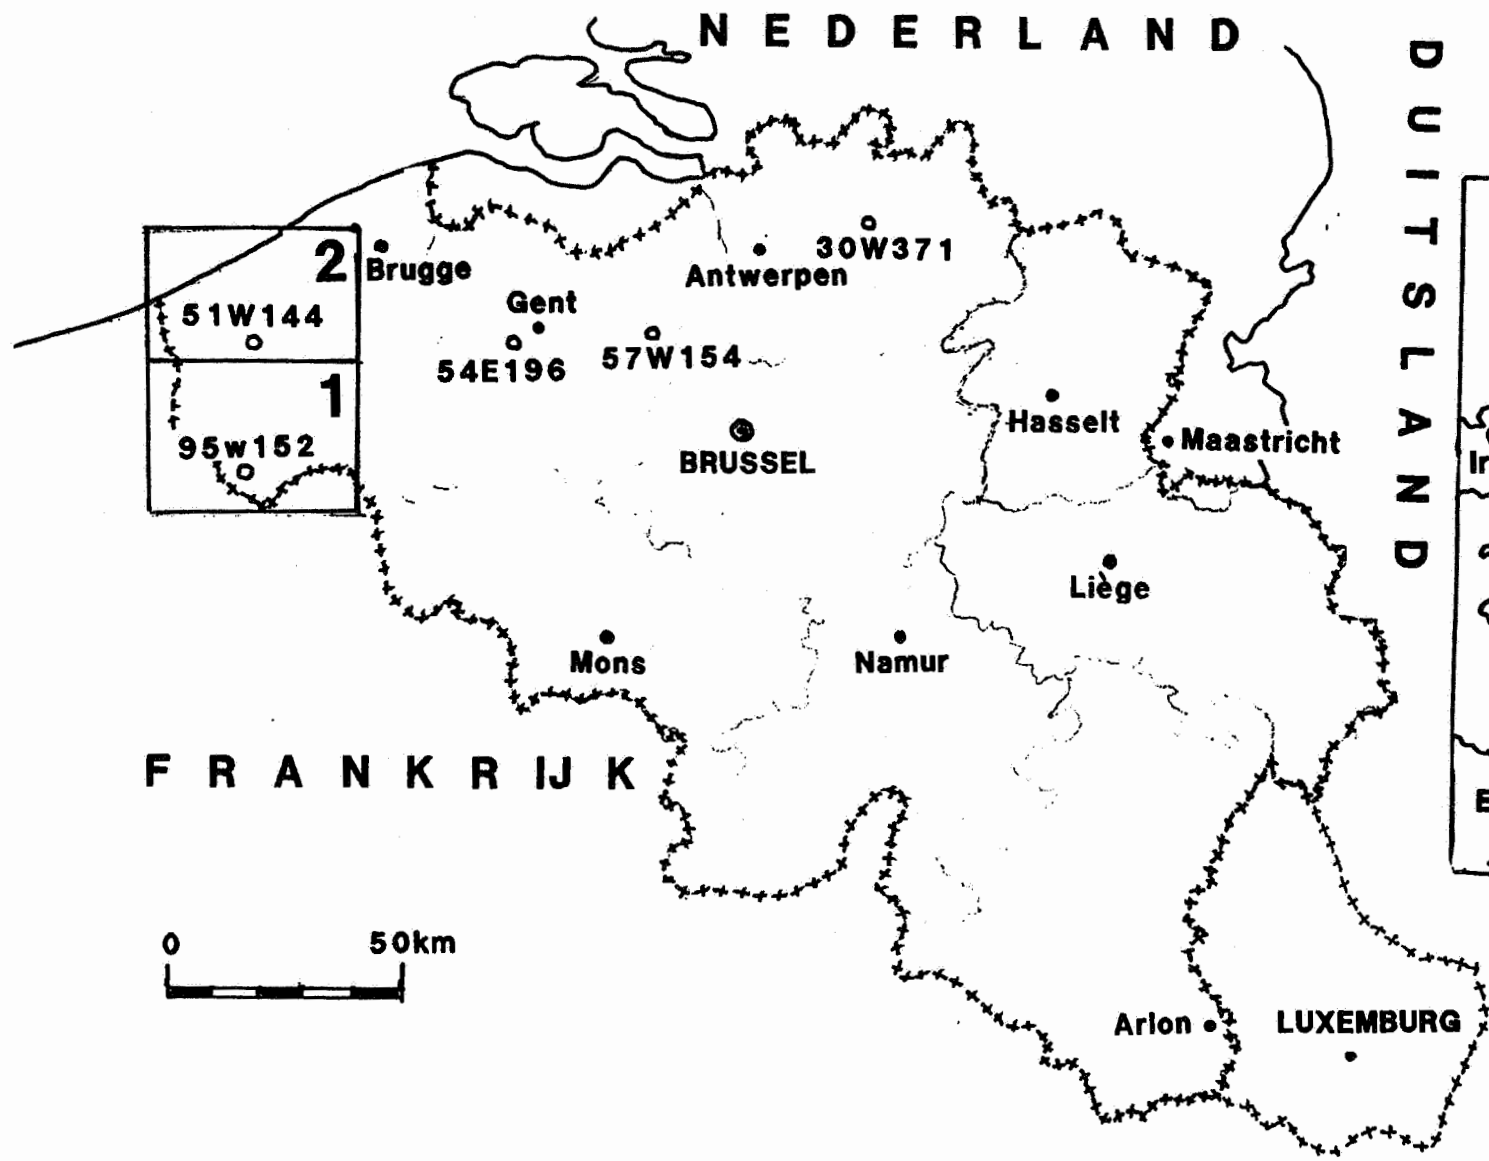 NEDERLAND
DUITSLAND
2
Brugge
30W371
Antwerpen
51W144
Gent
54E196
57W154
1
95w152
BRUSSEL
Hasselt
Maastricht
Liège
Mons
Namur
FRANKRIJK
0 50km
Arlon
LUXEMBURG